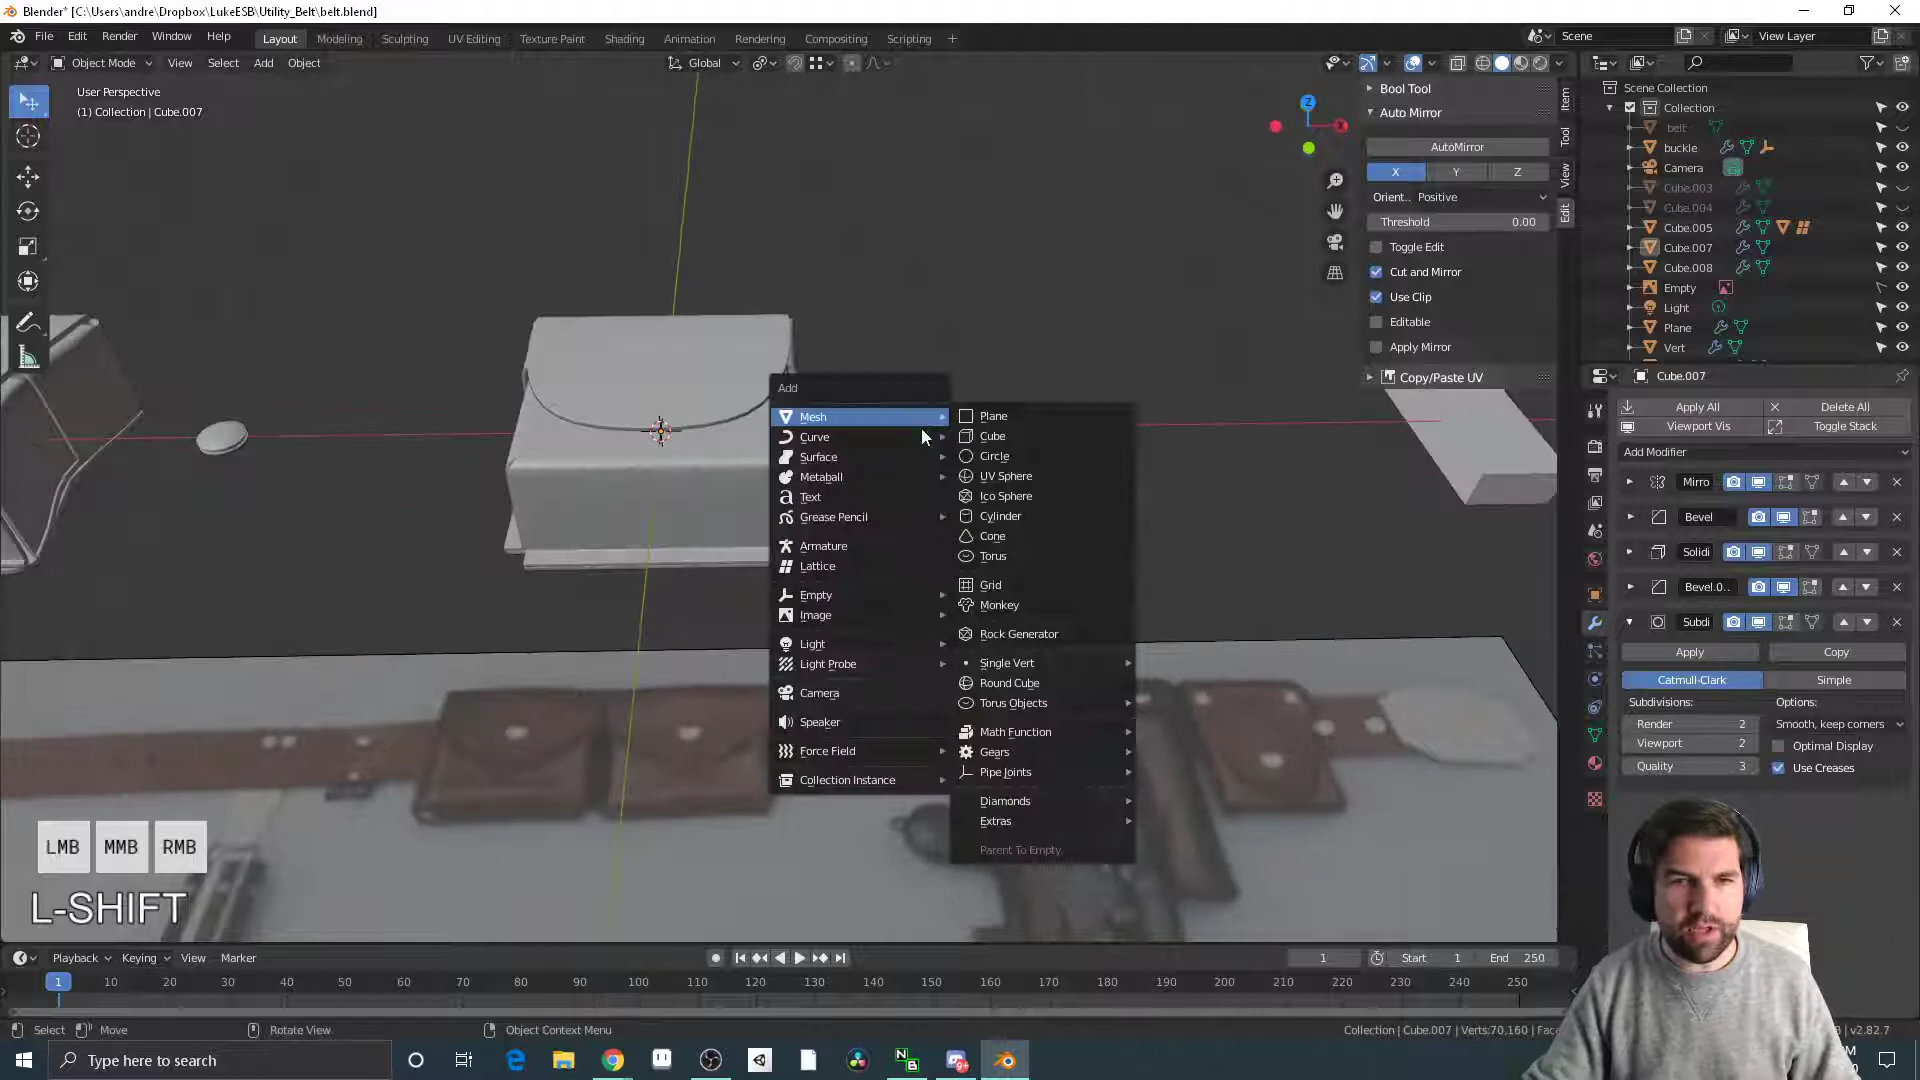 Blender* [C:\Users\andre\Dropbox\LukeESB\Utility_Belt\belt.blend]
File Edit Render Window Help
Layout Modeling Sculpting UV Editing Texture Paint Shading Animation Rendering Compositing Scripting +
Scene
View Layer
Object Mode View Select Add Object
Global
User Perspective
(1) Collection | Cube.007
Z
X
Bool Tool
Auto Mirror
AutoMirror
X Y Z
Orient.. Positive
Threshold 0.00
Toggle Edit
Cut and Mirror
Use Clip
Editable
Apply Mirror
Copy/Paste UV
Item
Tool
View
Edit
Scene Collection
Collection
belt
buckle
Camera
Cube.003
Cube.004
Cube.005
Cube.007
Cube.008
Empty
Light
Plane
Vert
Cube.007
Apply All Delete All
Viewport Vis Toggle Stack
Add Modifier
Mirro
Bevel
Solidi
Bevel.0..
Subdi
Apply Copy
Catmull-Clark Simple
Subdivisions: Options:
Render 2 Smooth, keep corners
Viewport 2 Optimal Display
Quality 3 Use Creases
Add
Mesh
Curve
Surface
Metaball
Text
Grease Pencil
Armature
Lattice
Empty
Image
Light
Light Probe
Camera
Speaker
Force Field
Collection Instance
Plane
Cube
Circle
UV Sphere
Ico Sphere
Cylinder
Cone
Torus
Grid
Monkey
Rock Generator
Single Vert
Round Cube
Torus Objects
Math Function
Gears
Pipe Joints
Diamonds
Extras
Parent To Empty
LMB MMB RMB
L-SHIFT
Playback Keying View Marker
1 Start 1 End 250
1 10 20 30 40 50 60 70 80 90 100 110 120 130 140 150 160 170 180 190 200 210 220 230 240 250
Select Move Rotate View Object Context Menu
Collection | Cube.007 | Verts:70,160 | Face
v2.82.7
Type here to search